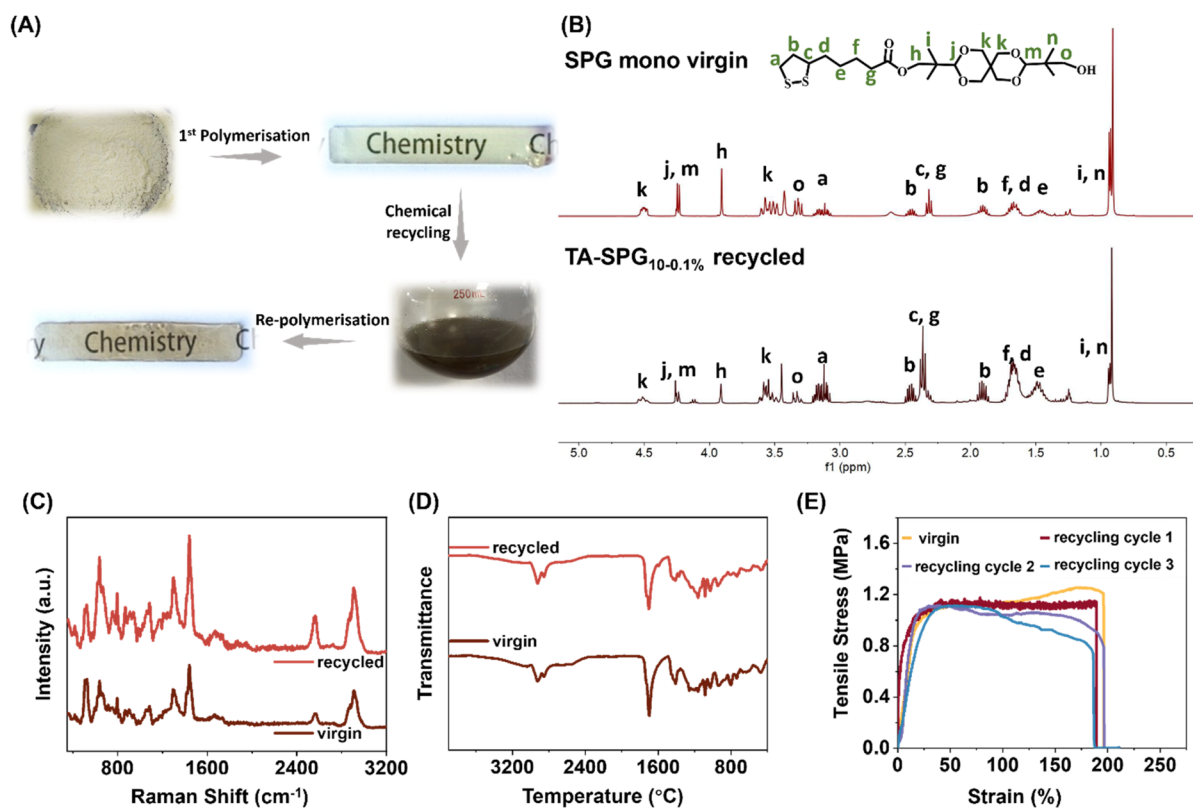 (A)
1st Polymerisation
Chemistry
Ch
Chemical
recycling
250mL
Re-polymerisation
ry
Chemistry
C
(B)
SPG mono virgin
a
b
c
d
e
f
g
O
O
h
i
j
O
O
k
k
O
O
m
n
o
OH
S
S
k
j, m
h
k
o
a
b
c, g
b
f, d
e
i, n
TA-SPG10-0.1% recycled
k
j, m
h
k
o
a
b
c, g
b
f, d
e
i, n
5.0 4.5 4.0 3.5 3.0 2.5 2.0 1.5 1.0 0.5
f1 (ppm)
(C)
Intensity (a.u.)
recycled
virgin
800 1600 2400 3200
Raman Shift (cm-1)
(D)
Transmittance
recycled
virgin
3200 2400 1600 800
Temperature (°C)
(E)
Tensile Stress (MPa)
1.6
1.2
0.8
0.4
0.0
virgin
recycling cycle 1
recycling cycle 2
recycling cycle 3
0 50 100 150 200 250
Strain (%)